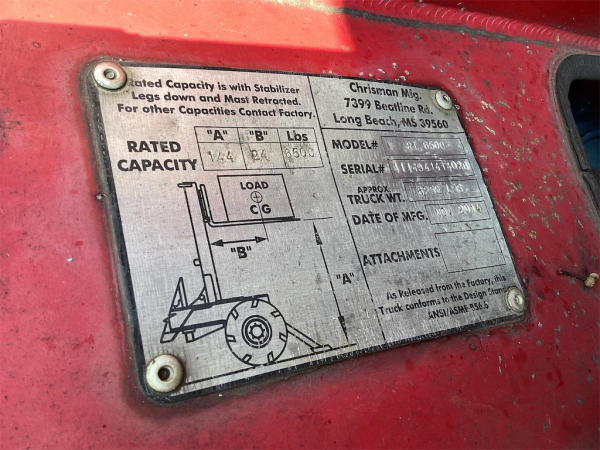 Rated Capacity is with Stabilizer
Legs down and Mast Retracted.
For other Capacities Contact Factory.
"A" "B" Lbs
RATED CAPACITY 144 24 6500
LOAD
CG
"B"
"A"
Chrisman Mfg.
7399 Beatline Rd.
Long Beach, MS 39560
MODEL#
SERIAL#
APPROX. TRUCK WT.
DATE OF MFG.
ATTACHMENTS
As Released from the Factory, this
Truck conforms to the Design Standard
ANSI/ASME B56.6